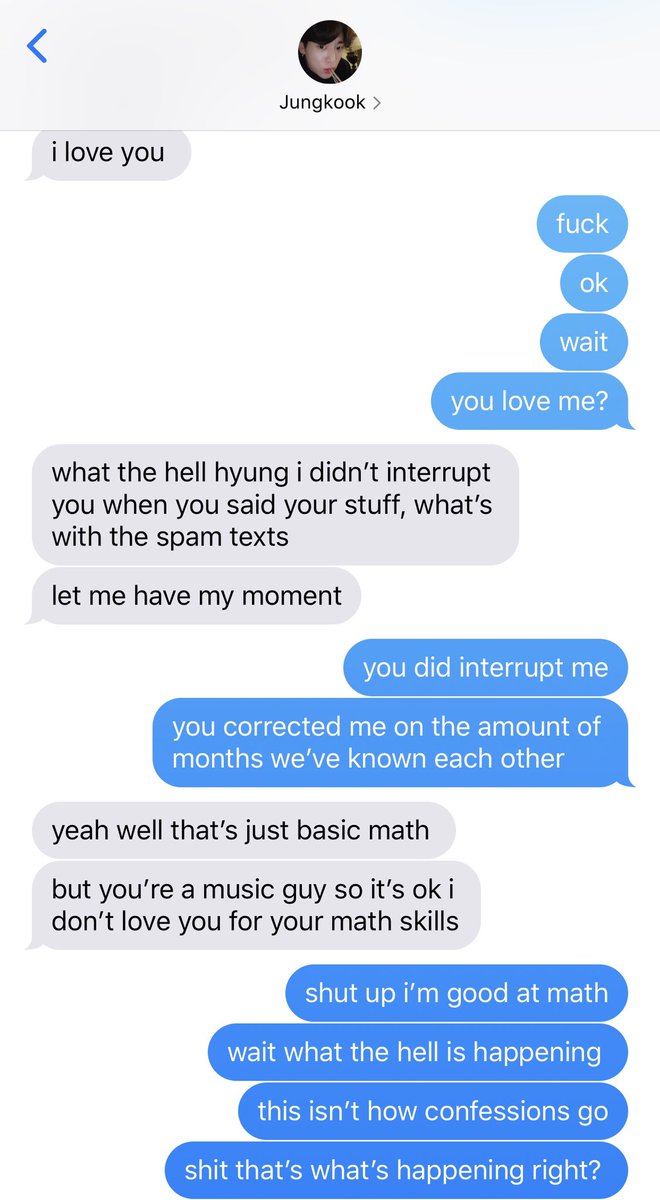 Jungkook
i love you
fuck
ok
wait
you love me?
what the hell hyung i didn’t interrupt
you when you said your stuff, what’s
with the spam texts
let me have my moment
you did interrupt me
you corrected me on the amount of
months we’ve known each other
yeah well that’s just basic math
but you’re a music guy so it’s ok i
don’t love you for your math skills
shut up i’m good at math
wait what the hell is happening
this isn’t how confessions go
shit that’s what’s happening right?